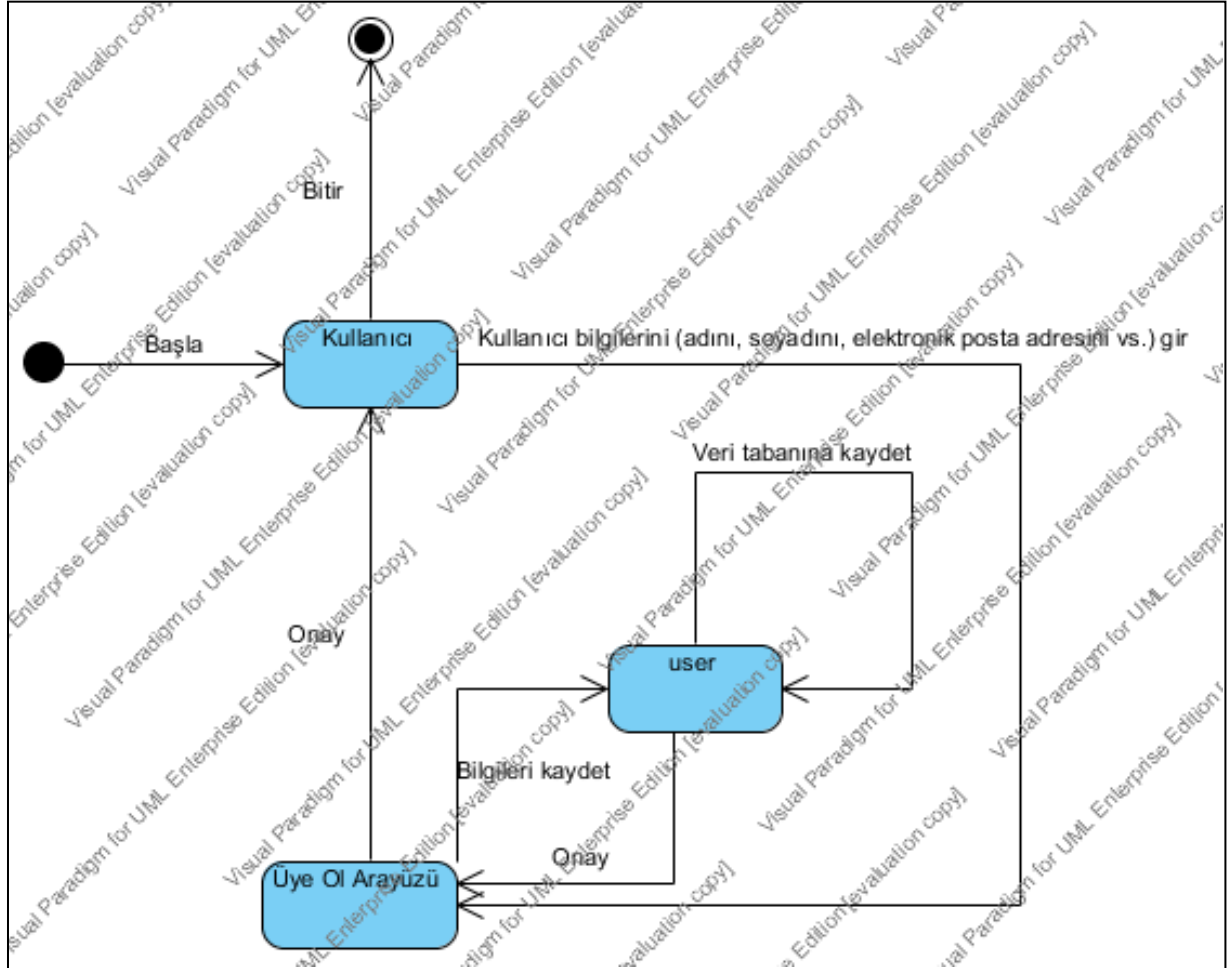 Bitir
Başla
Kullanıcı
Kullanıcı bilgilerini (adını, soyadını, elektronik posta adresini vs.) gir
Veri tabanına kaydet
Onay
user
Bilgileri kaydet
Onay
Üye Ol Arayüzü
Visual Paradigm for UML Enterprise Edition [evaluation copy]